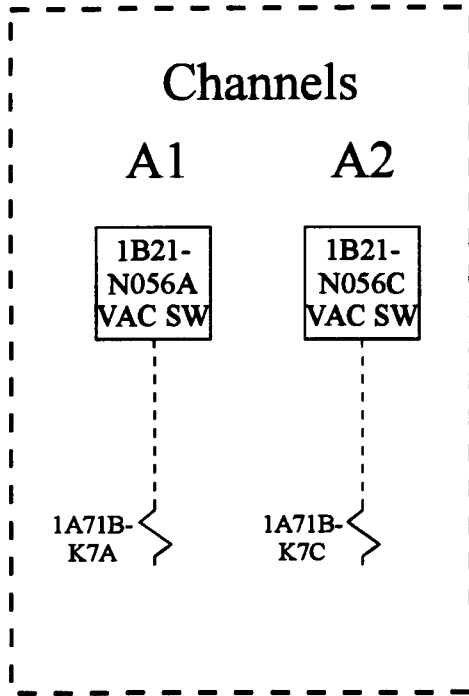 Channels
A1
A2
1B21-
N056A
VAC SW
1B21-
N056C
VAC SW
1A71B-
K7A
1A71B-
K7C